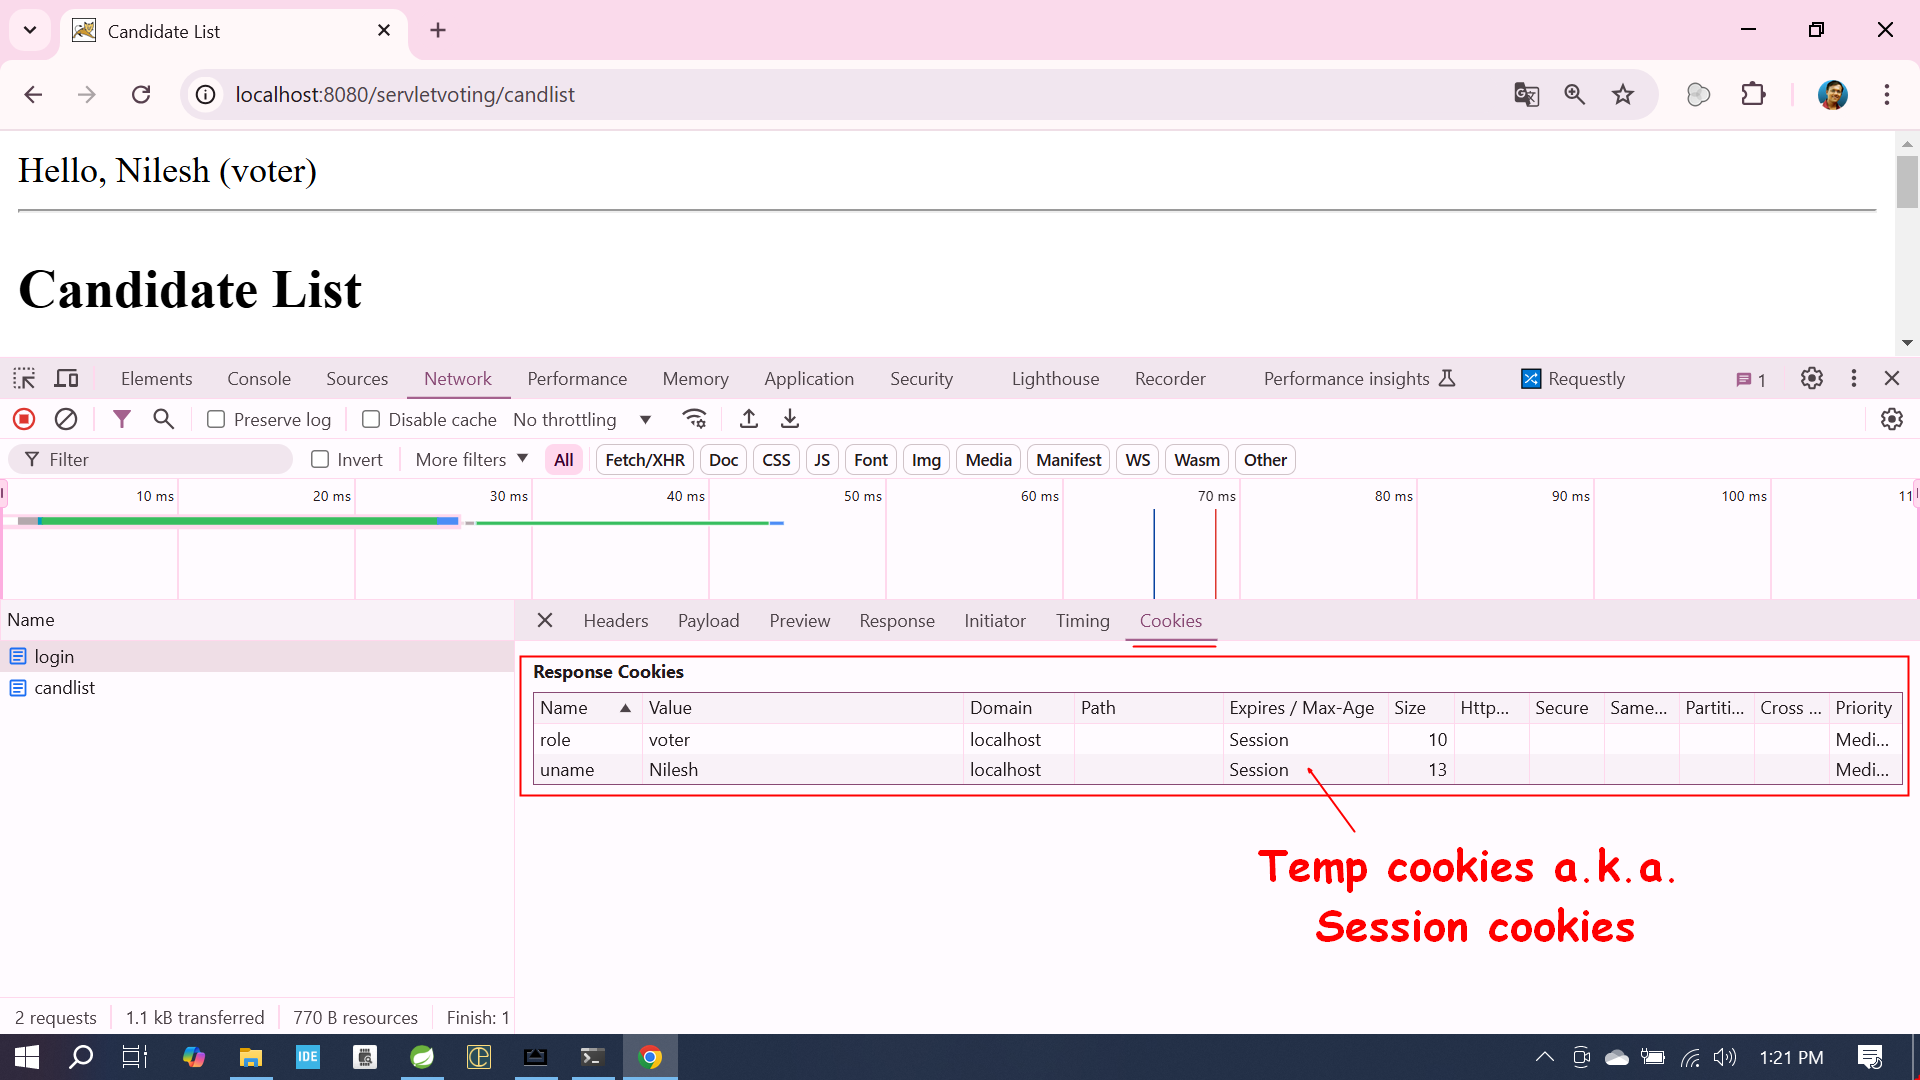 Candidate List
localhost:8080/servletvoting/candlist
Hello, Nilesh (voter)
Candidate List
Elements Console Sources Network Performance Memory Application Security Lighthouse Recorder Performance insights Requestly 1
Preserve log Disable cache No throttling
Filter Invert More filters All Fetch/XHR Doc CSS JS Font Img Media Manifest WS Wasm Other
10 ms 20 ms 30 ms 40 ms 50 ms 60 ms 70 ms 80 ms 90 ms 100 ms 11
Name
login
candlist
Headers Payload Preview Response Initiator Timing Cookies
Response Cookies
Name Value Domain Path Expires / Max-Age Size Http... Secure Same... Partiti... Cross ... Priority
role voter localhost Session 10 Medi...
uname Nilesh localhost Session 13 Medi...
Temp cookies a.k.a.
Session cookies
2 requests 1.1 kB transferred 770 B resources Finish: 1
IDE 1:21 PM